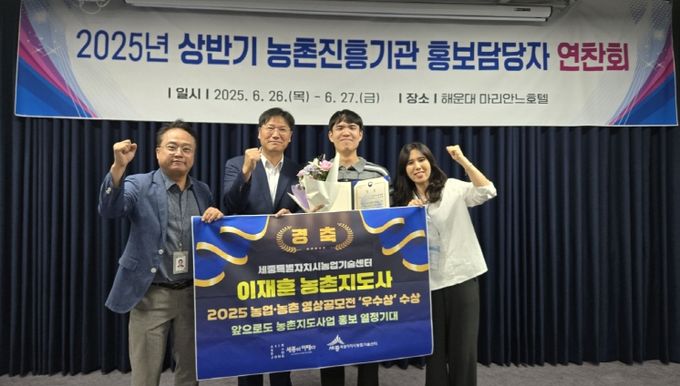 2025년 상반기 농촌진흥기관 홍보담당자 연찬회
ㅣ일시ㅣ 2025. 6. 26.(목) - 6. 27.(금) ㅣ장소ㅣ 해운대 마리안느호텔
경 축
세종특별자치시농업기술센터
이재훈 농촌지도사
2025 농업·농촌 영상공모전 '우수상' 수상
앞으로도 농촌지도사업 홍보 열정기대